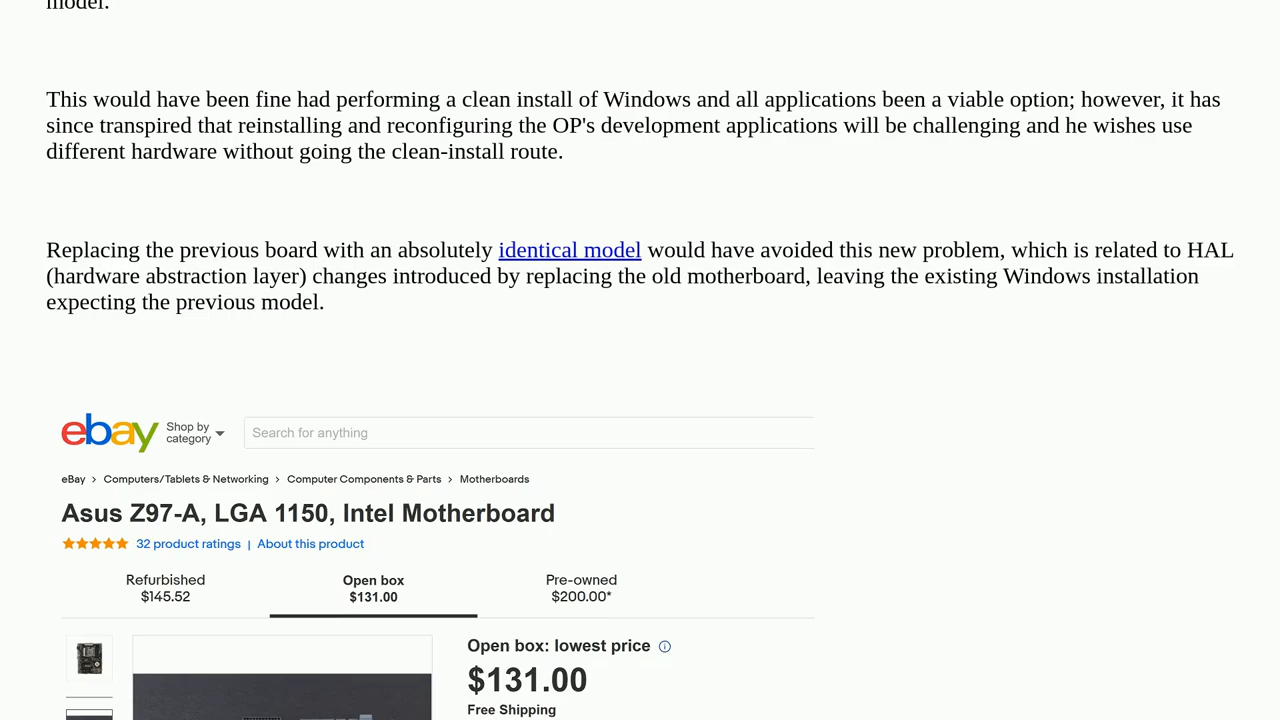 model.
This would have been fine had performing a clean install of Windows and all applications been a viable option; however, it has
since transpired that reinstalling and reconfiguring the OP's development applications will be challenging and he wishes use
different hardware without going the clean-install route.
Replacing the previous board with an absolutely identical model would have avoided this new problem, which is related to HAL
(hardware abstraction layer) changes introduced by replacing the old motherboard, leaving the existing Windows installation
expecting the previous model.
ebay
Shop by
category
Search for anything
eBay > Computers/Tablets & Networking > Computer Components & Parts > Motherboards
Asus Z97-A, LGA 1150, Intel Motherboard
32 product ratings | About this product
Refurbished
$145.52
Open box
$131.00
Pre-owned
$200.00*
Open box: lowest price
$131.00
Free Shipping